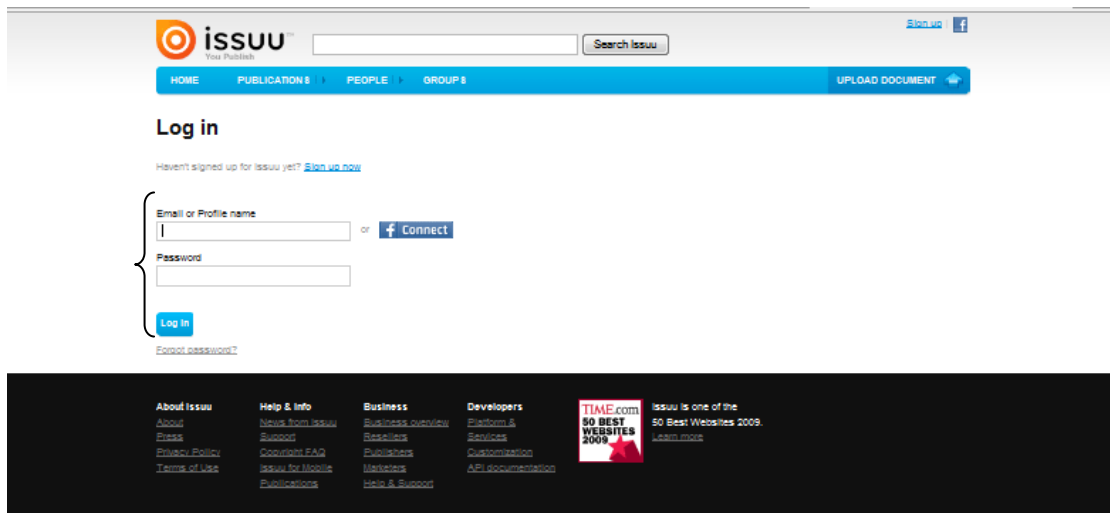 Sign up
issuu™
You Publish
Search Issuu
HOME PUBLICATIONS PEOPLE GROUPS UPLOAD DOCUMENT
Log in
Haven't signed up for Issuu yet? Sign up now
Email or Profile name
or f Connect
Password
Log in
Forgot password?
About Issuu
About
Press
Privacy Policy
Terms of Use
Help & Info
News from Issuu
Support
Copyright FAQ
Issuu for Mobile
Publications
Business
Business overview
Resellers
Publishers
Marketers
Help & Support
Developers
Platform &
Services
Customization
API documentation
TIME.com
50 BEST
WEBSITES
2009
Issuu is one of the
50 Best Websites 2009.
Learn more